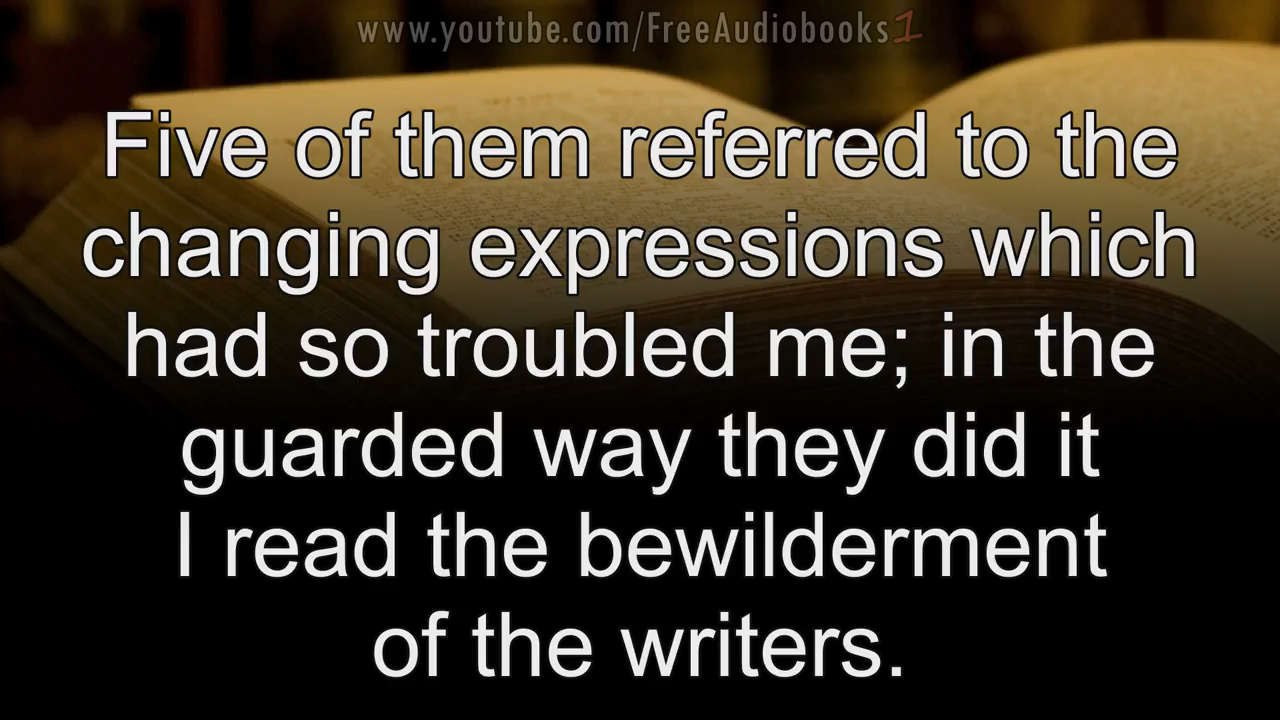 www.youtube.com/FreeAudiobooks1
Five of them referred to the
changing expressions which
had so troubled me; in the
guarded way they did it
I read the bewilderment
of the writers.